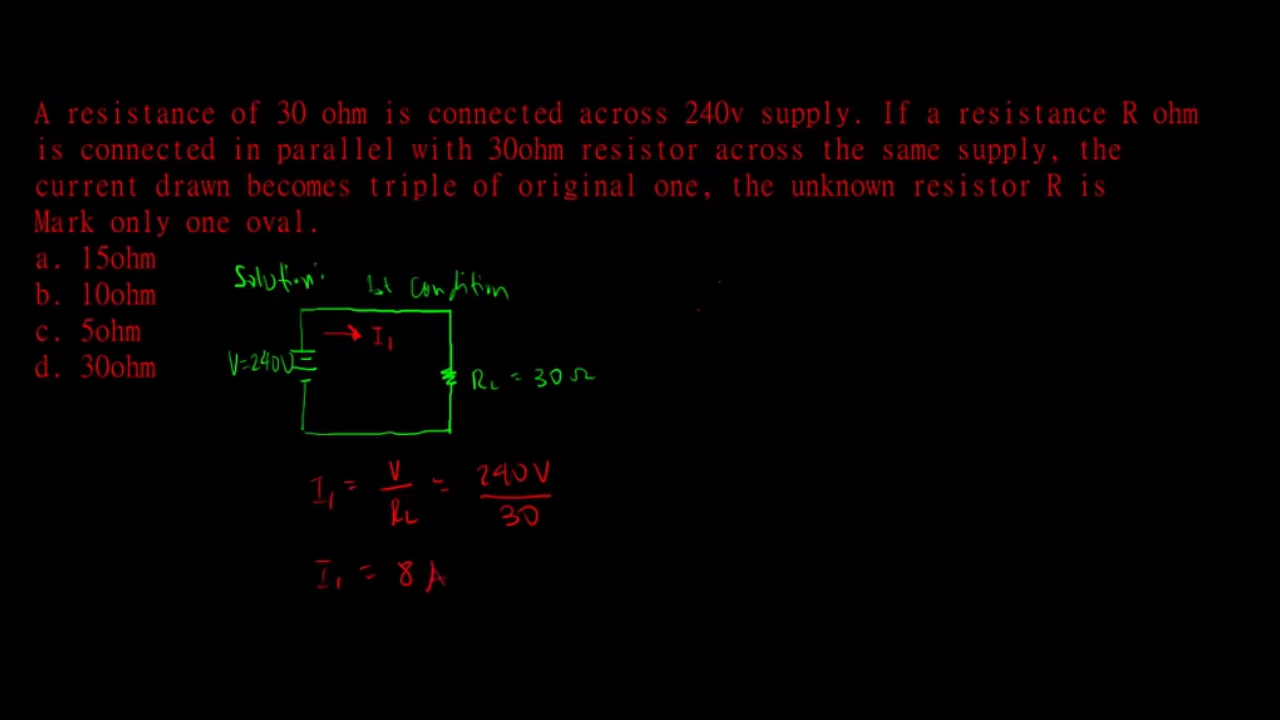 A resistance of 30 ohm is connected across 240v supply. If a resistance R ohm
is connected in parallel with 30ohm resistor across the same supply, the
current drawn becomes triple of original one, the unknown resistor R is
Mark only one oval.
a. 15ohm
b. 10ohm
c. 5ohm
d. 30ohm
Solution:
1st condition
I₁
V=240V
RL = 30 Ω
I₁ = V/RL = 240V/30
I₁ = 8 A